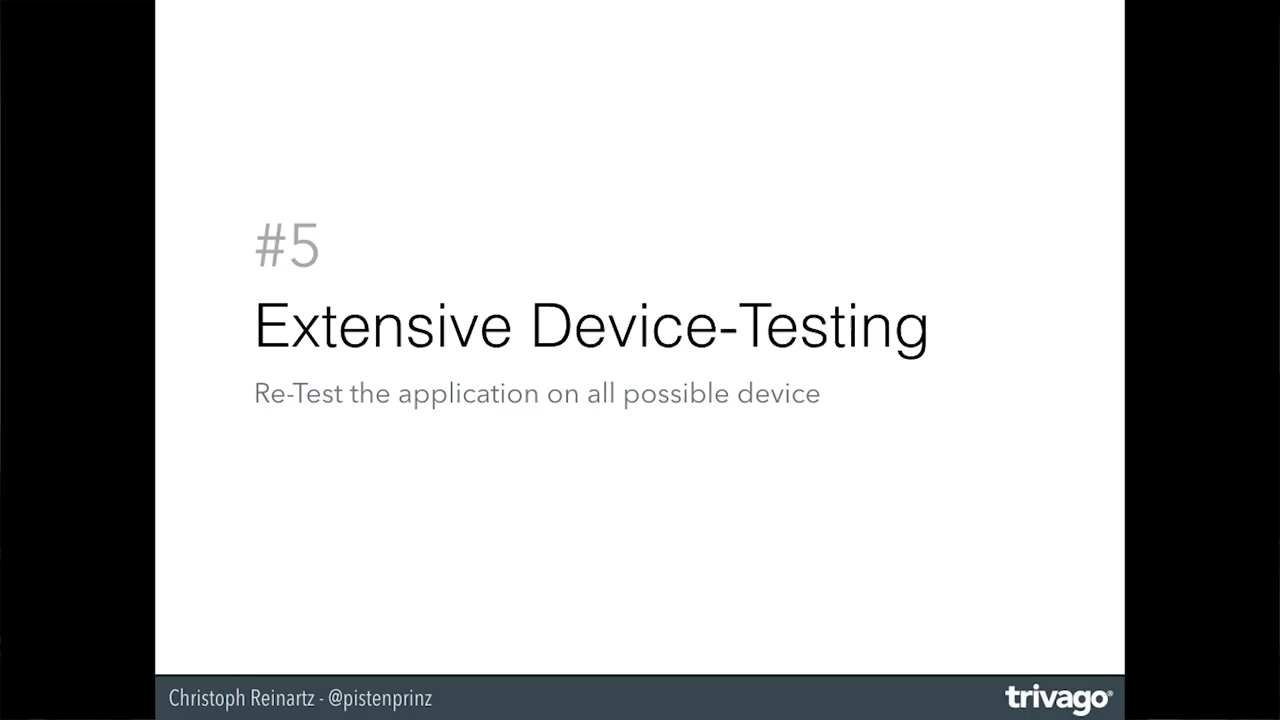 #5
Extensive Device-Testing
Re-Test the application on all possible device
Christoph Reinartz - @pistenprinz
trivago®